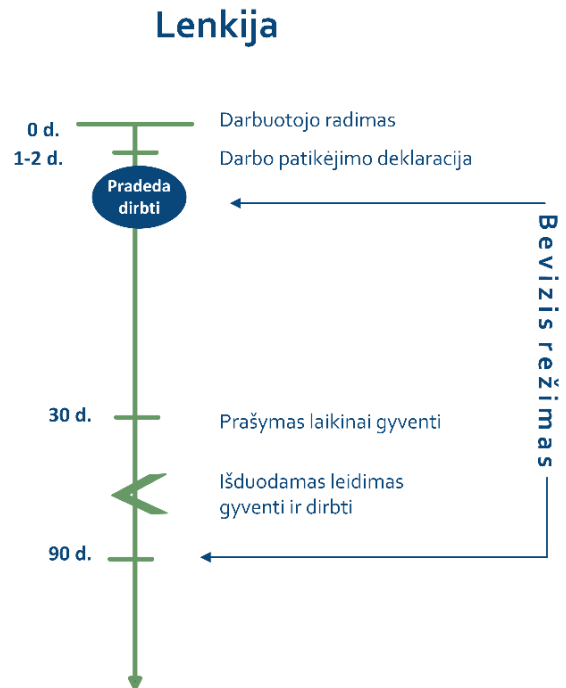 Lenkija
0 d.
Darbuotojo radimas
1-2 d.
Darbo patikėjimo deklaracija
Pradeda
dirbti
Bevizis režimas
30 d.
Prašymas laikinai gyventi
Išduodamas leidimas
gyventi ir dirbti
90 d.